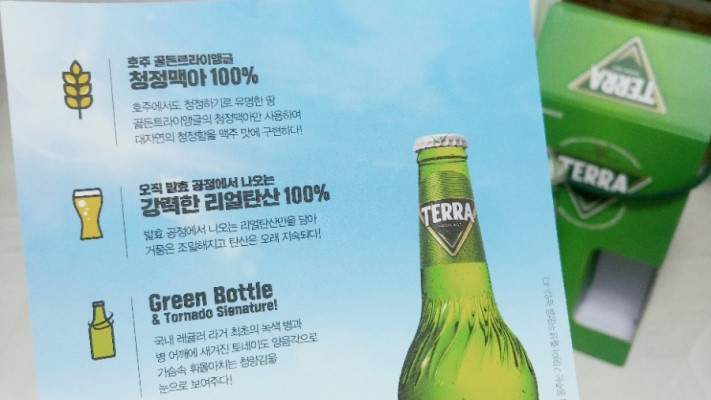 호주 골든트라이앵글
청정맥아 100%
호주에서도 청정하기로 유명한 땅
골든트라이앵글의 청정맥아만 사용하여
대자연의 청정함을 맥주 맛에 구현하다!
오직 발효 공정에서 나오는
강력한 리얼탄산 100%
발효 공정에서 나오는 리얼탄산만을 담아
거품은 조밀해지고 탄산은 오래 지속되다!
Green Bottle
& Tornado Signature!
국내 레귤러 라거 최초의 녹색 병과
병 어깨에 새겨진 토네이도 양음각으로
가슴속 휘몰아치는 청량감을
눈으로 보여주다!
TERRA
TERRA
TERRA